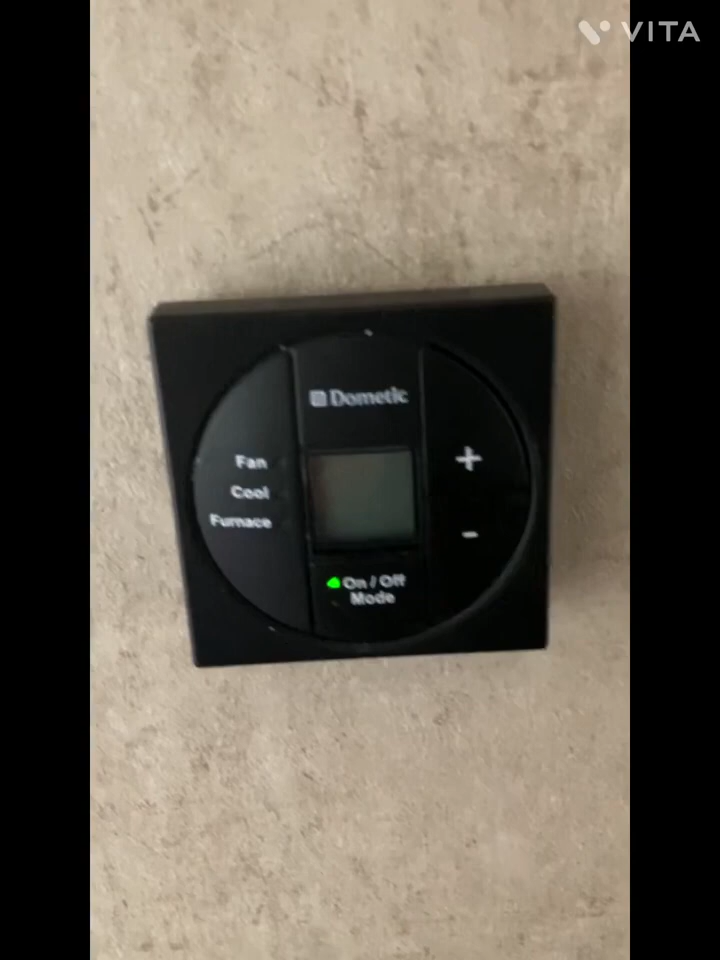 VITA
Dometic
Fan
Cool
Furnace
+
-
On / Off
Mode